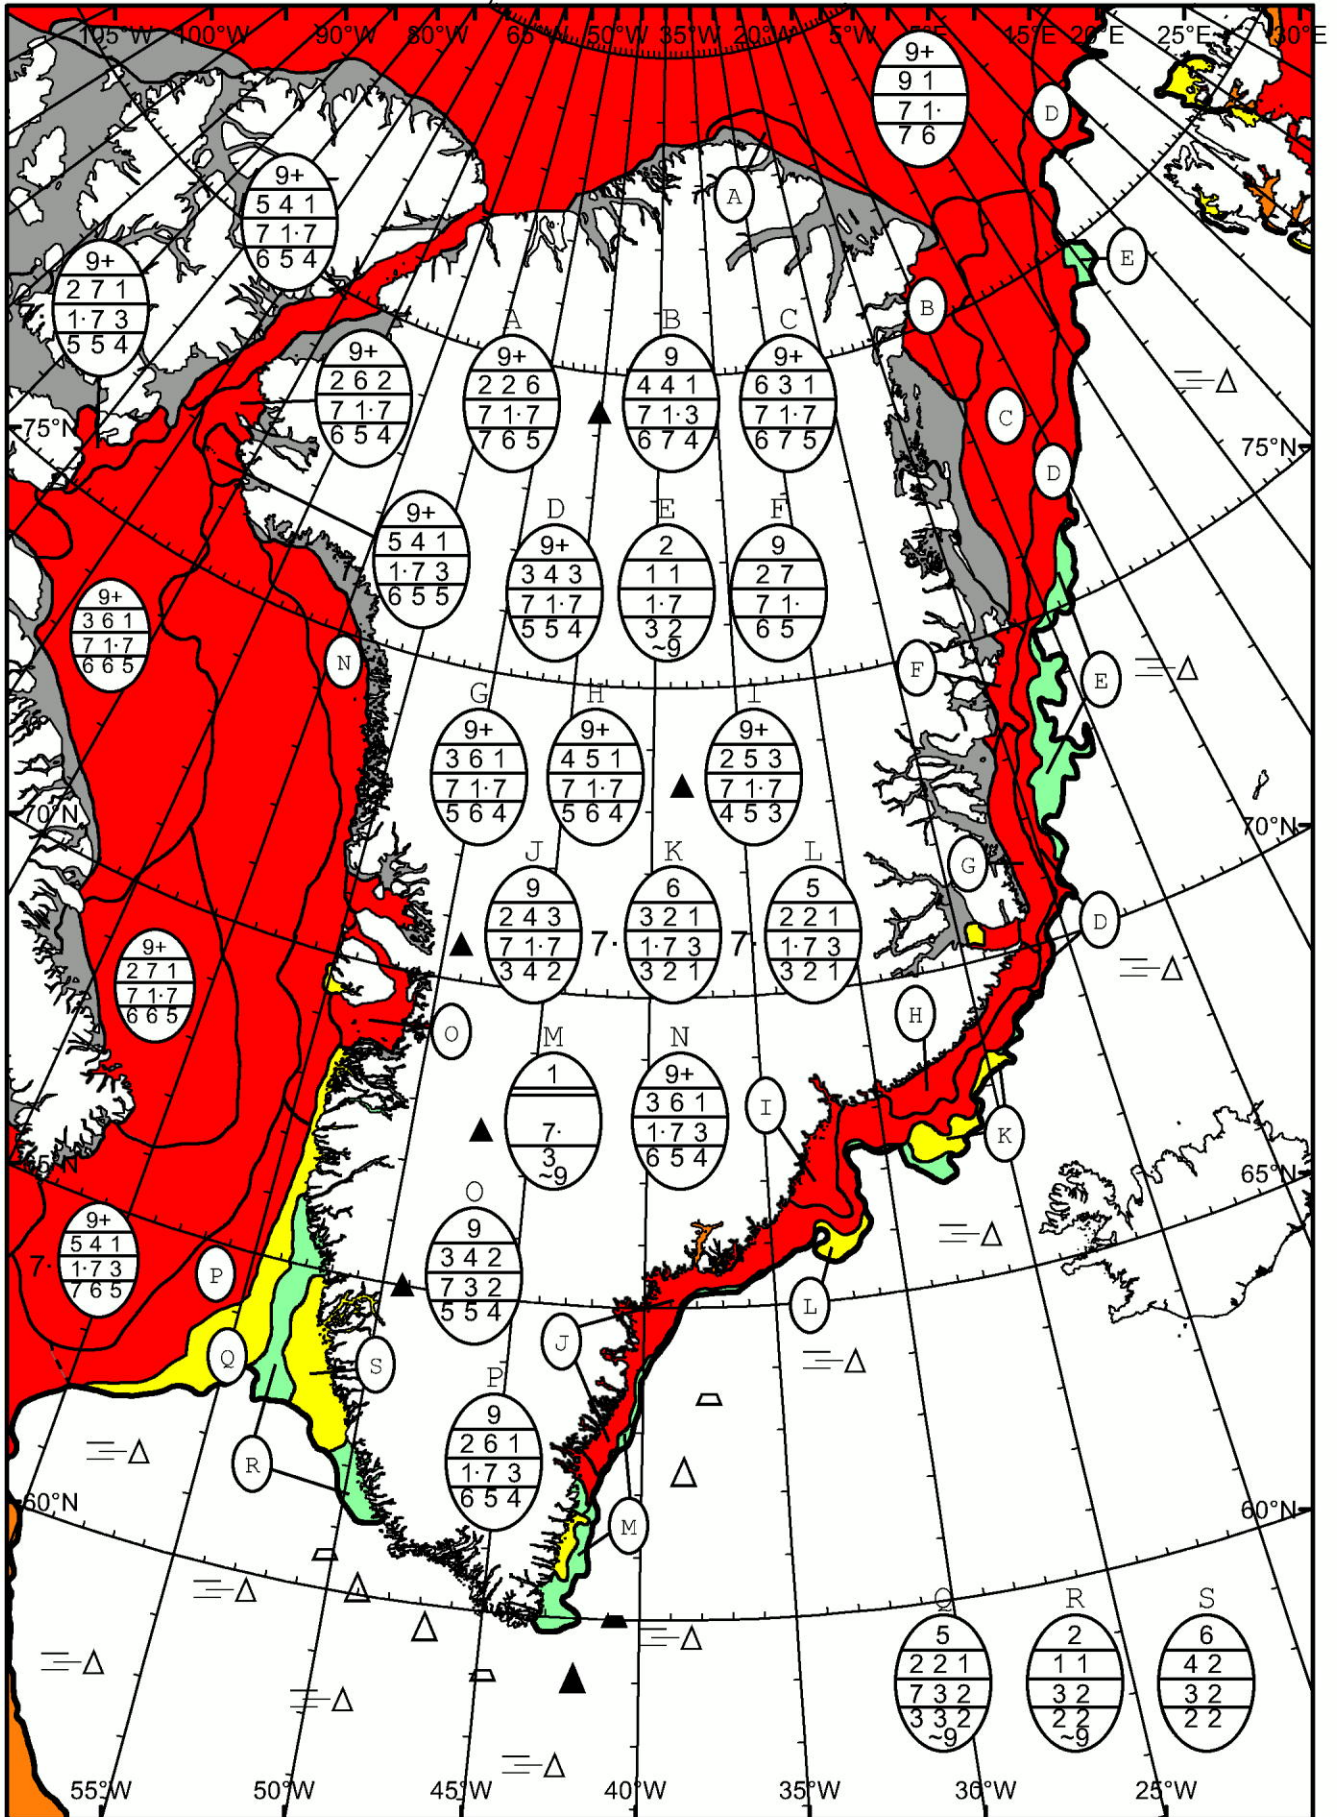 105°W 100°W 90°W 80°W 65°W 50°W 35°W 20°W 5°W 5°E 15°E 20°E 25°E 30°E
9+
9 1
7 1·
7 6
D
9+
5 4 1
7 1·7
6 5 4
A
9+
2 7 1
1·7 3
5 5 4
E
B
9+
2 6 2
7 1·7
6 5 4
A
9+
2 2 6
7 1·7
7 6 5
B
9
4 4 1
7 1·3
6 7 4
C
9+
6 3 1
7 1·7
6 7 5
C
75°N
75°N
D
9+
5 4 1
1·7 3
6 5 5
D
9+
3 4 3
7 1·7
5 5 4
E
2
1 1
1·7
3 2
~9
F
9
2 7
7 1·
6 5
9+
3 6 1
7 1·7
6 6 5
N
F
E
G
9+
3 6 1
7 1·7
5 6 4
H
9+
4 5 1
7 1·7
5 6 4
I
9+
2 5 3
7 1·7
4 5 3
70°N
70°N
G
J
9
2 4 3
7 1·7
3 4 2
7·
K
6
3 2 1
1·7 3
3 2 1
7·
L
5
2 2 1
1·7 3
3 2 1
D
9+
2 7 1
7 1·7
6 6 5
O
H
M
1
7·
3
~9
N
9+
3 6 1
1·7 3
6 5 4
I
K
65°N
65°N
7·
9+
5 4 1
1·7 3
7 6 5
P
O
9
3 4 2
7 3 2
5 5 4
L
J
Q
S
P
9
2 6 1
1·7 3
6 5 4
R
60°N
60°N
M
Q
5
2 2 1
7 3 2
3 3 2
~9
R
2
1 1
3 2
2 2
~9
S
6
4 2
3 2
2 2
55°W 50°W 45°W 40°W 35°W 30°W 25°W